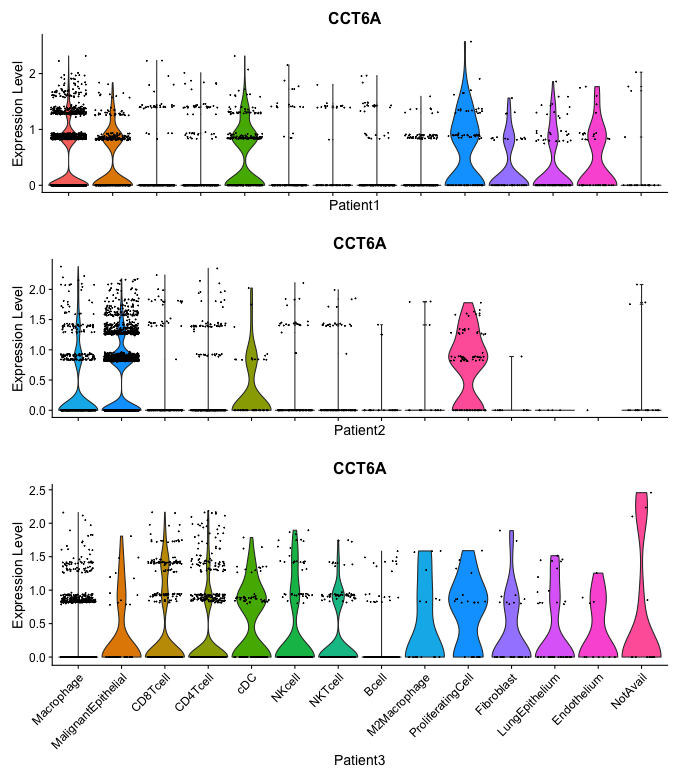 CCT6A
Expression Level
2
1
0
Patient1
CCT6A
Expression Level
2.0
1.5
1.0
0.5
0.0
Patient2
CCT6A
Expression Level
2.5
2.0
1.5
1.0
0.5
0.0
Macrophage
MalignantEpithelial
CD8Tcell
CD4Tcell
cDC
NKcell
NKTcell
Bcell
M2Macrophage
ProliferatingCell
Fibroblast
LungEpithelium
Endothelium
NotAvail
Patient3